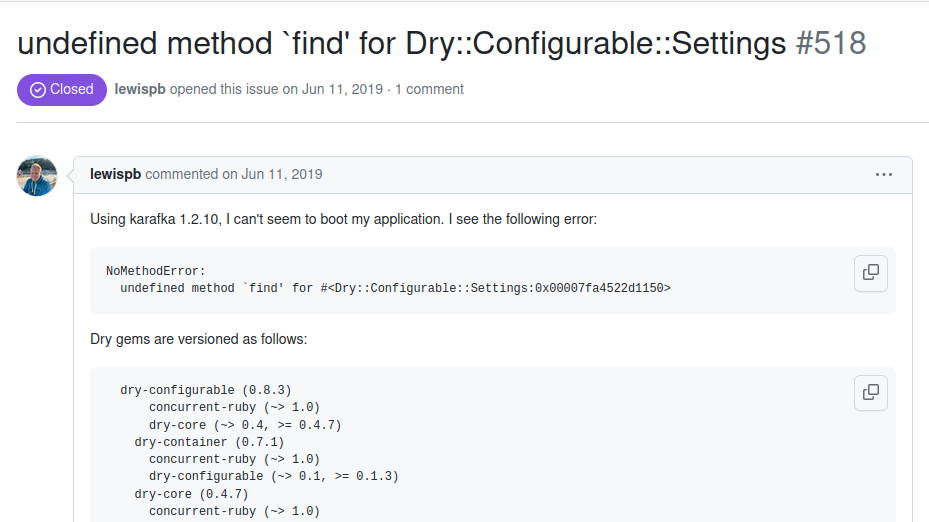 undefined method `find' for Dry::Configurable::Settings #518
Closed lewispb opened this issue on Jun 11, 2019 · 1 comment
lewispb commented on Jun 11, 2019
Using karafka 1.2.10, I can't seem to boot my application. I see the following error:
NoMethodError:
undefined method `find' for #<Dry::Configurable::Settings:0x00007fa4522d1150>
Dry gems are versioned as follows:
dry-configurable (0.8.3)
concurrent-ruby (~> 1.0)
dry-core (~> 0.4, >= 0.4.7)
dry-container (0.7.1)
concurrent-ruby (~> 1.0)
dry-configurable (~> 0.1, >= 0.1.3)
dry-core (0.4.7)
concurrent-ruby (~> 1.0)